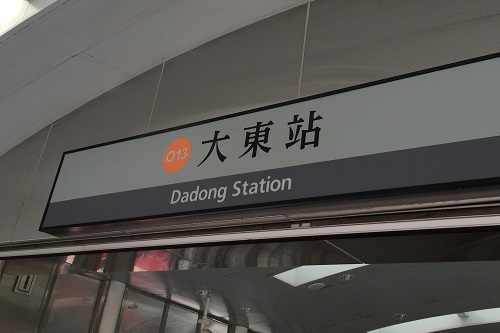 O13 大東站
Dadong Station